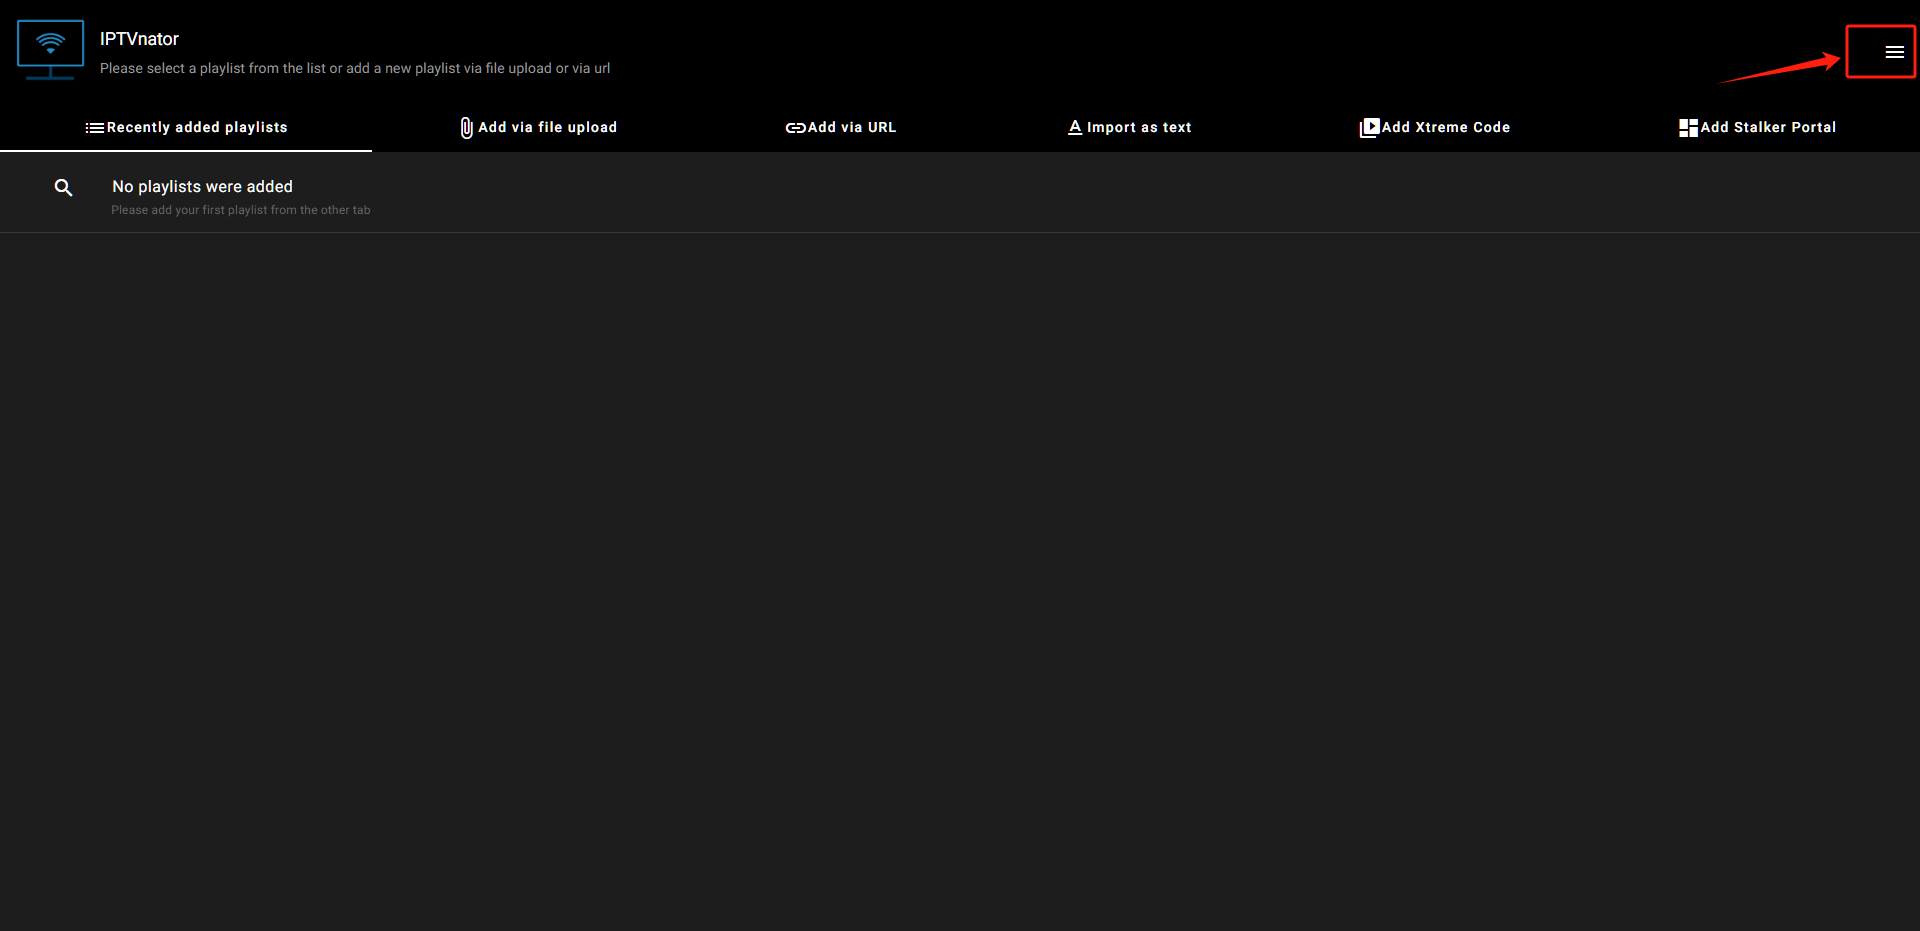 IPTVnator
Please select a playlist from the list or add a new playlist via file upload or via url
Recently added playlists
Add via file upload
Add via URL
Import as text
Add Xtreme Code
Add Stalker Portal
No playlists were added
Please add your first playlist from the other tab